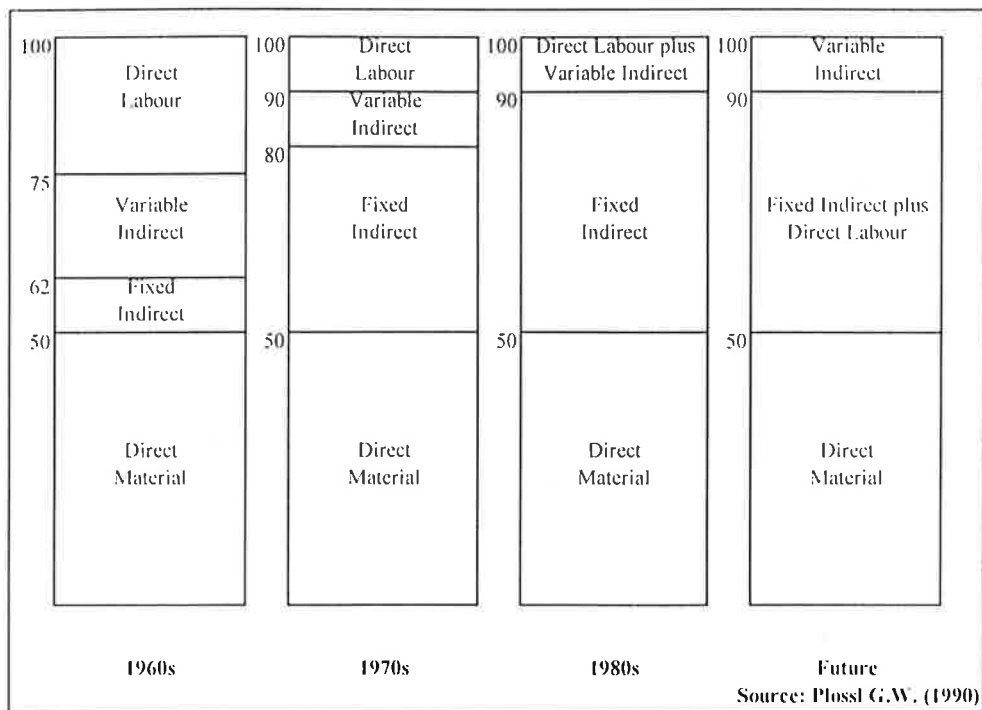 100
Direct
Labour
75
Variable
Indirect
62
Fixed
Indirect
50
Direct
Material
1960s
100
Direct
Labour
90
Variable
Indirect
80
Fixed
Indirect
50
Direct
Material
1970s
100
Direct Labour plus
Variable Indirect
90
Fixed
Indirect
50
Direct
Material
1980s
100
Variable
Indirect
90
Fixed Indirect plus
Direct Labour
50
Direct
Material
Future
Source: Plossl G.W. (1990)